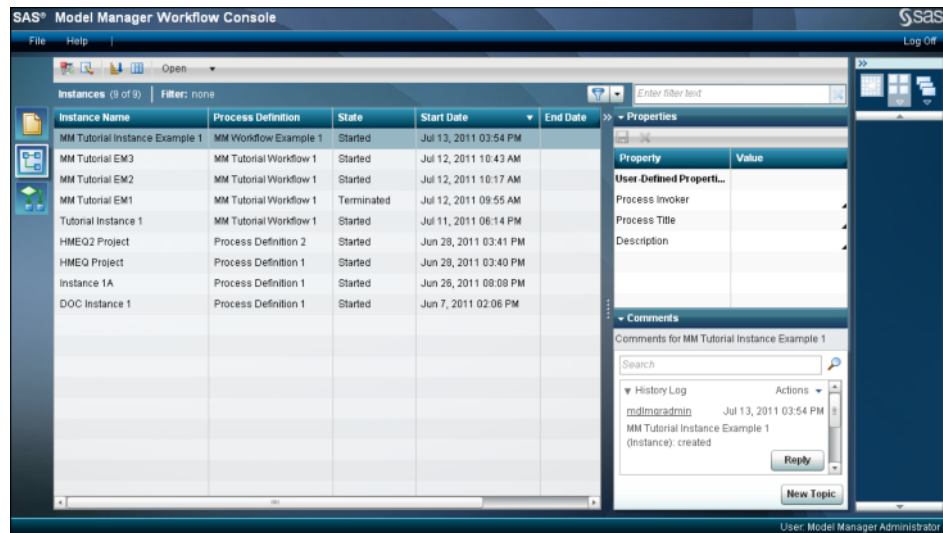 SAS® Model Manager Workflow Console
sas
File Help Log Off
Open
Instances (9 of 9) Filter: none
Enter filter text
Instance Name Process Definition State Start Date End Date
MM Tutorial Instance Example 1 MM Workflow Example 1 Started Jul 13, 2011 03:54 PM
MM Tutorial EM3 MM Tutorial Workflow 1 Started Jul 12, 2011 10:43 AM
MM Tutorial EM2 MM Tutorial Workflow 1 Started Jul 12, 2011 10:17 AM
MM Tutorial EM1 MM Tutorial Workflow 1 Terminated Jul 12, 2011 09:55 AM
Tutorial Instance 1 MM Tutorial Workflow 1 Started Jul 11, 2011 06:14 PM
HMEQ2 Project Process Definition 2 Started Jun 28, 2011 03:41 PM
HMEQ Project Process Definition 1 Started Jun 28, 2011 03:40 PM
Instance 1A Process Definition 1 Started Jun 26, 2011 08:08 PM
DOC Instance 1 Process Definition 1 Started Jun 7, 2011 02:06 PM
Properties
Property Value
User-Defined Properti...
Process Invoker
Process Title
Description
Comments
Comments for MM Tutorial Instance Example 1
Search
History Log Actions
mdlmgradmin Jul 13, 2011 03:54 PM
MM Tutorial Instance Example 1
(Instance): created
Reply
New Topic
User: Model Manager Administrator